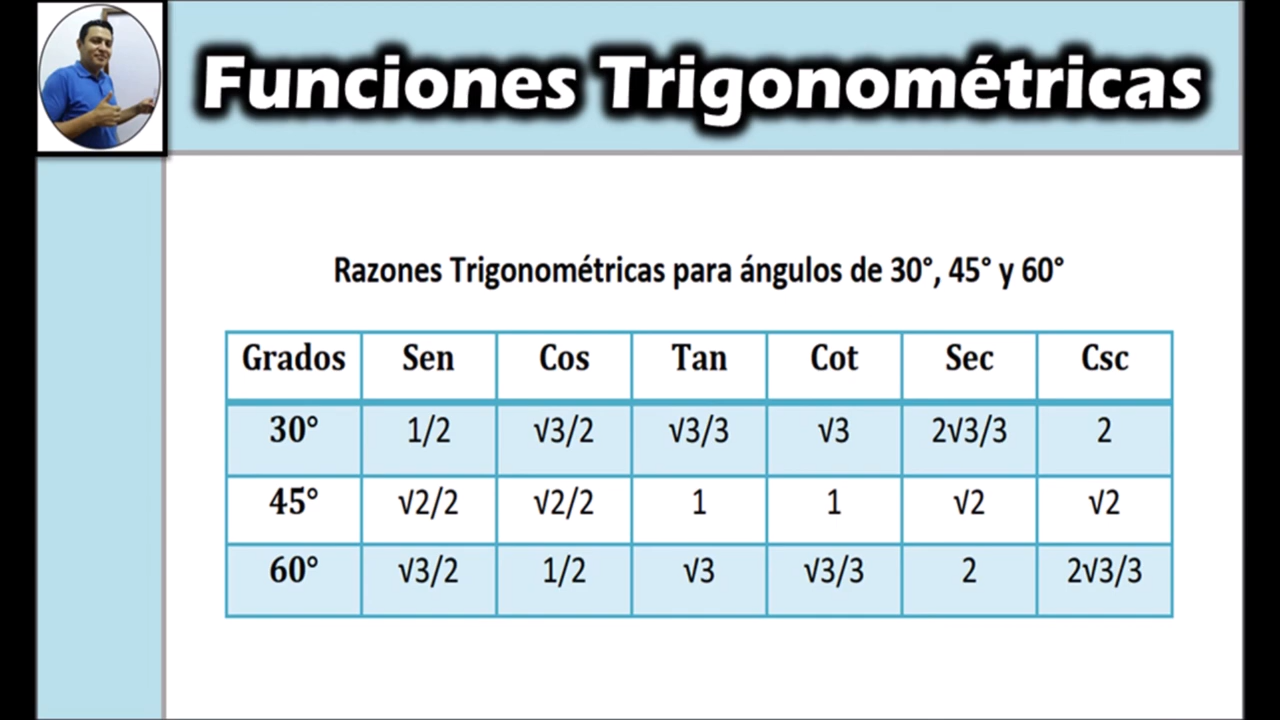 Funciones Trigonométricas
Razones Trigonométricas para ángulos de 30°, 45° y 60°
Grados Sen Cos Tan Cot Sec Csc
30° 1/2 √3/2 √3/3 √3 2√3/3 2
45° √2/2 √2/2 1 1 √2 √2
60° √3/2 1/2 √3 √3/3 2 2√3/3